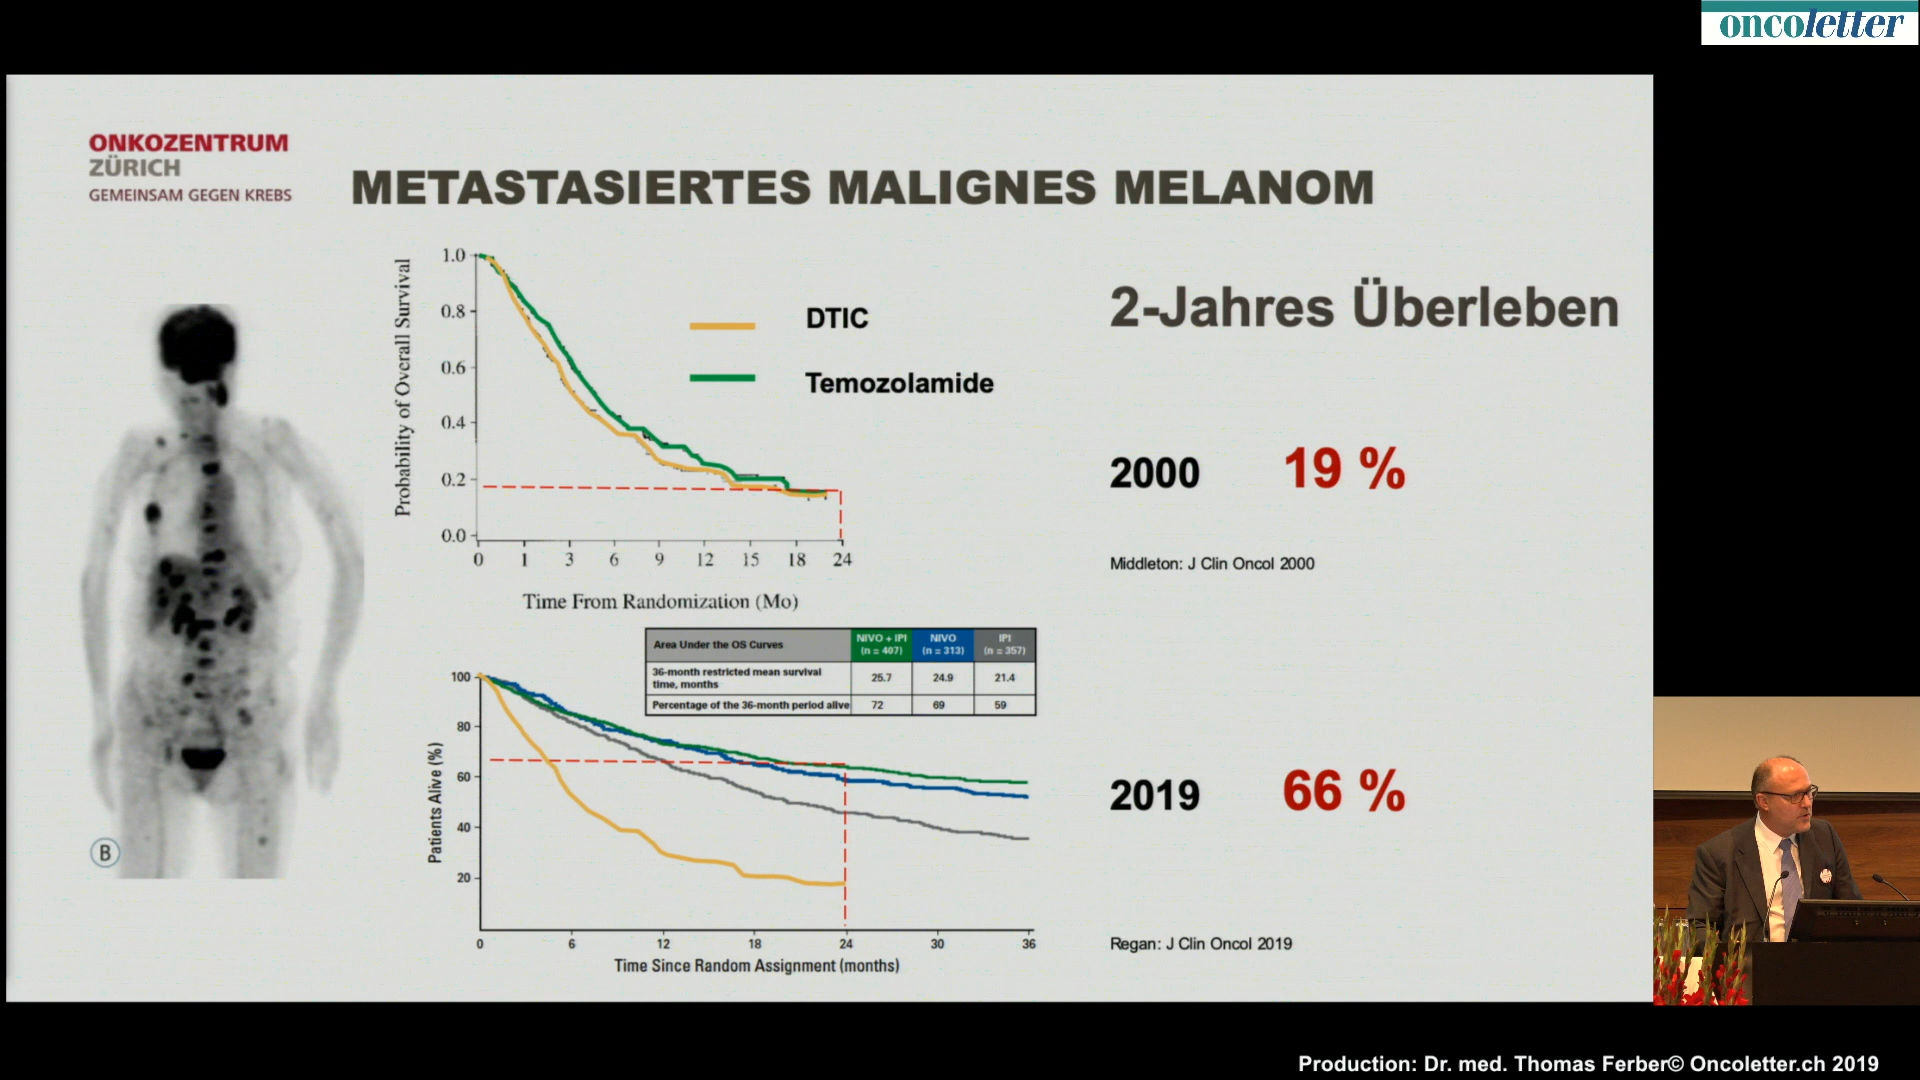 oncoletter
ONKOZENTRUM
ZÜRICH
GEMEINSAM GEGEN KREBS
METASTASIERTES MALIGNES MELANOM
Probability of Overall Survival
1.0
0.8
0.6
0.4
0.2
0.0
0 1 3 6 9 12 15 18 24
Time From Randomization (Mo)
DTIC
Temozolamide
2-Jahres Überleben
2000 19 %
Middleton: J Clin Oncol 2000
Area Under the OS Curves NIVO + IPI (n = 407) NIVO (n = 313) IPI (n = 357)
36-month restricted mean survival time, months 25.7 24.9 21.4
Percentage of the 36-month period alive 72 69 59
Patients Alive (%)
100
80
60
40
20
0 6 12 18 24 30 36
Time Since Random Assignment (months)
2019 66 %
Regan: J Clin Oncol 2019
B
Production: Dr. med. Thomas Ferber© Oncoletter.ch 2019